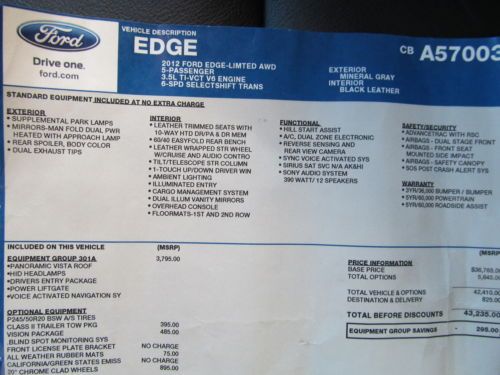 Ford
Drive one.
ford.com
VEHICLE DESCRIPTION
EDGE
2012 FORD EDGE-LIMTED AWD
5-PASSENGER
3.5L TI-VCT V6 ENGINE
6-SPD SELECTSHIFT TRANS
EXTERIOR
MINERAL GRAY
INTERIOR
BLACK LEATHER
CB A57003
STANDARD EQUIPMENT INCLUDED AT NO EXTRA CHARGE
EXTERIOR
• SUPPLEMENTAL PARK LAMPS
• MIRRORS-MAN FOLD DUAL PWR
HEATED WITH APPROACH LAMP
• REAR SPOILER, BODY COLOR
• DUAL EXHAUST TIPS
INTERIOR
• LEATHER TRIMMED SEATS WITH
10-WAY HTD DR/PA & DR MEM
• 60/40 EASYFOLD REAR BENCH
• LEATHER WRAPPED STR WHEEL
W/CRUISE AND AUDIO CONTRO
• TILT/TELESCOPE STR COLUMN
• 1-TOUCH UP/DOWN DRIVER WIN
• AMBIENT LIGHTING
• ILLUMINATED ENTRY
• CARGO MANAGEMENT SYSTEM
• DUAL ILLUM VANITY MIRRORS
• OVERHEAD CONSOLE
• FLOORMATS-1ST AND 2ND ROW
FUNCTIONAL
• HILL START ASSIST
• A/C, DUAL ZONE ELECTRONIC
• REVERSE SENSING AND
REAR VIEW CAMERA
• SYNC VOICE ACTIVATED SYS
• SIRIUS SAT SVC N/A AK&HI
• SONY AUDIO SYSTEM
390 WATT/ 12 SPEAKERS
SAFETY/SECURITY
• ADVANCETRAC WITH RSC
• AIRBAGS - DUAL STAGE FRONT
• AIRBAGS - FRONT SEAT
MOUNTED SIDE IMPACT
• AIRBAGS - SAFETY CANOPY
• SOS POST CRASH ALERT SYS
WARRANTY
• 3YR/36,000 BUMPER / BUMPER
• 5YR/60,000 POWERTRAIN
• 5YR/60,000 ROADSIDE ASSIST
INCLUDED ON THIS VEHICLE (MSRP)
EQUIPMENT GROUP 301A 3,795.00
•PANORAMIC VISTA ROOF
•HID HEADLAMPS
•DRIVERS ENTRY PACKAGE
•POWER LIFTGATE
•VOICE ACTIVATED NAVIGATION SY
OPTIONAL EQUIPMENT
P245/50R20 BSW A/S TIRES
CLASS II TRAILER TOW PKG 395.00
VISION PACKAGE 485.00
.BLIND SPOT MONITORING SYS
FRONT LICENSE PLATE BRACKET NO CHARGE
ALL WEATHER RUBBER MATS 75.00
CALIFORNIA/GREEN STATES EMISS NO CHARGE
20" CHROME CLAD WHEELS 895.00
(MSRP)
PRICE INFORMATION
BASE PRICE $36,765.00
TOTAL OPTIONS 5,645.00
TOTAL VEHICLE & OPTIONS 42,410.00
DESTINATION & DELIVERY 825.00
TOTAL BEFORE DISCOUNTS 43,235.00
EQUIPMENT GROUP SAVINGS - 295.00